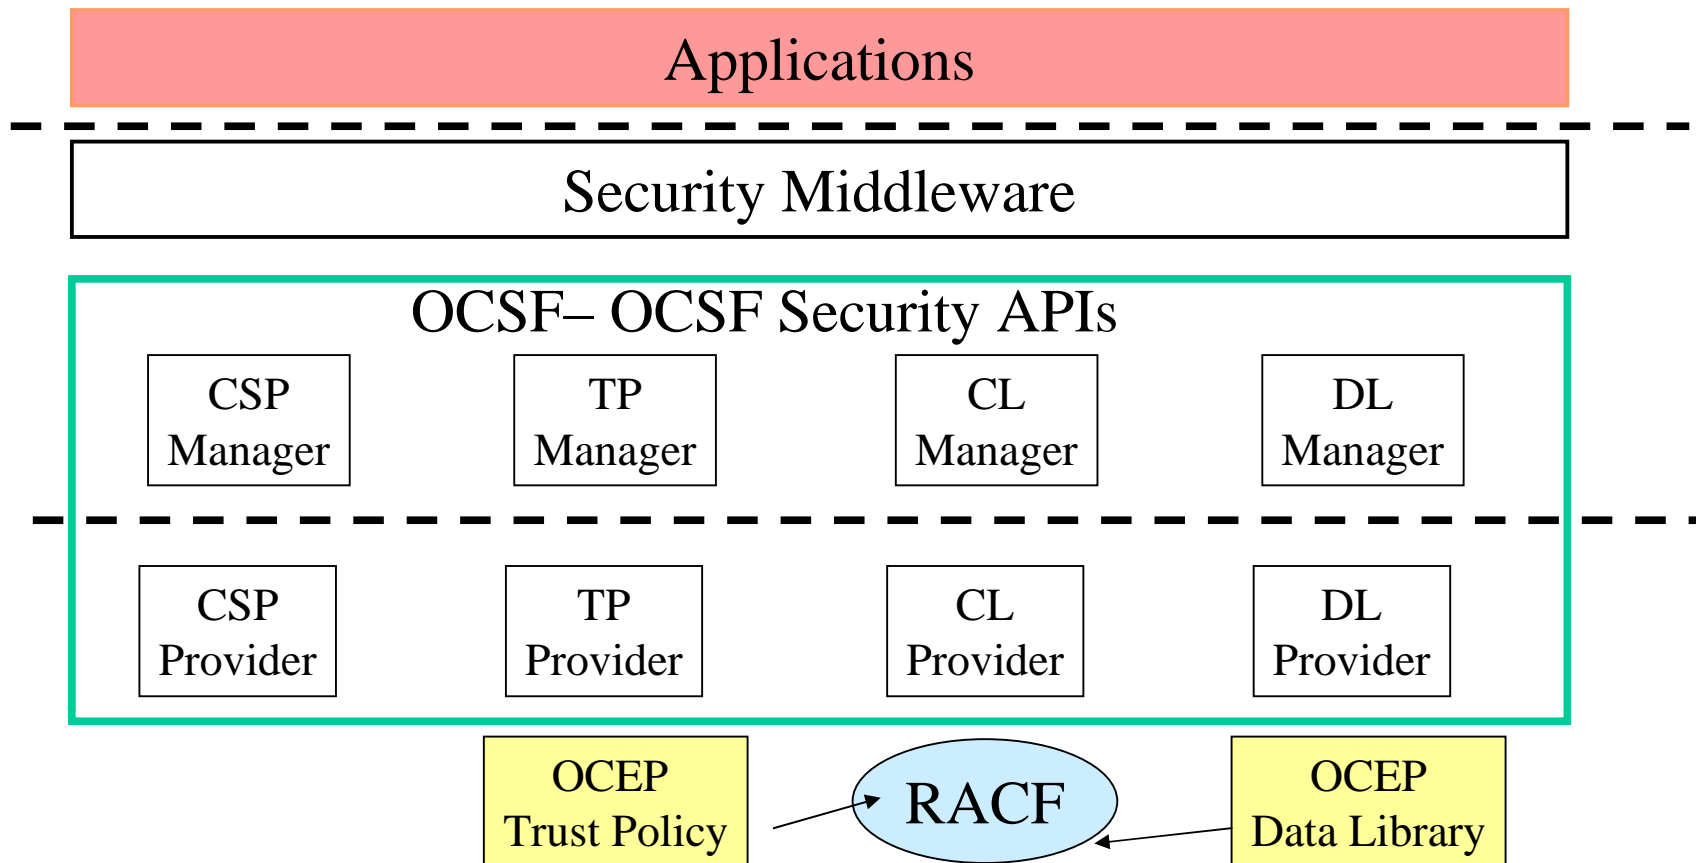 Applications
Security Middleware
OCSF– OCSF Security APIs
CSP
Manager
TP
Manager
CL
Manager
DL
Manager
CSP
Provider
TP
Provider
CL
Provider
DL
Provider
OCEP
Trust Policy
RACF
OCEP
Data Library